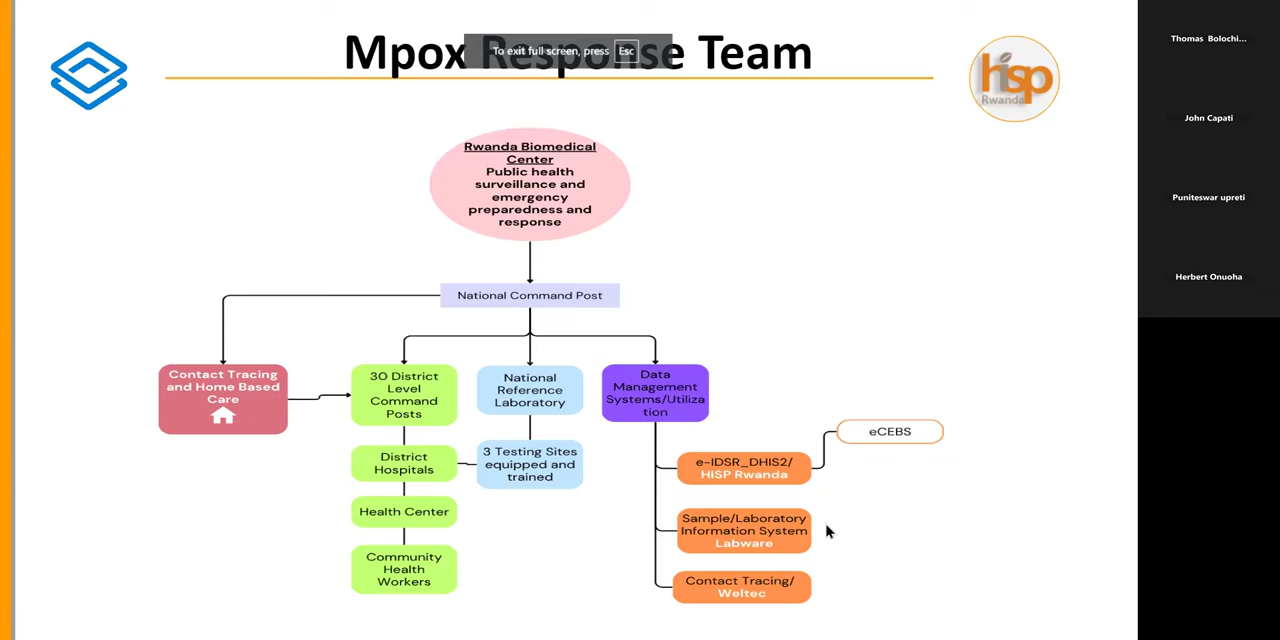 Mpox Response Team
To exit full screen, press Esc
hisp
Rwanda
Thomas Bolochi...
John Capati
Puniteswar upreti
Herbert Onuoha
Rwanda Biomedical
Center
Public health
surveillance and
emergency
preparedness and
response
National Command Post
Contact Tracing
and Home Based
Care
30 District
Level
Command
Posts
National
Reference
Laboratory
Data
Management
Systems/Utiliza
tion
District
Hospitals
3 Testing Sites
equipped and
trained
eCEBS
e-IDSR_DHIS2/
HISP Rwanda
Health Center
Sample/Laboratory
Information System
Labware
Community
Health
Workers
Contact Tracing/
Weltec